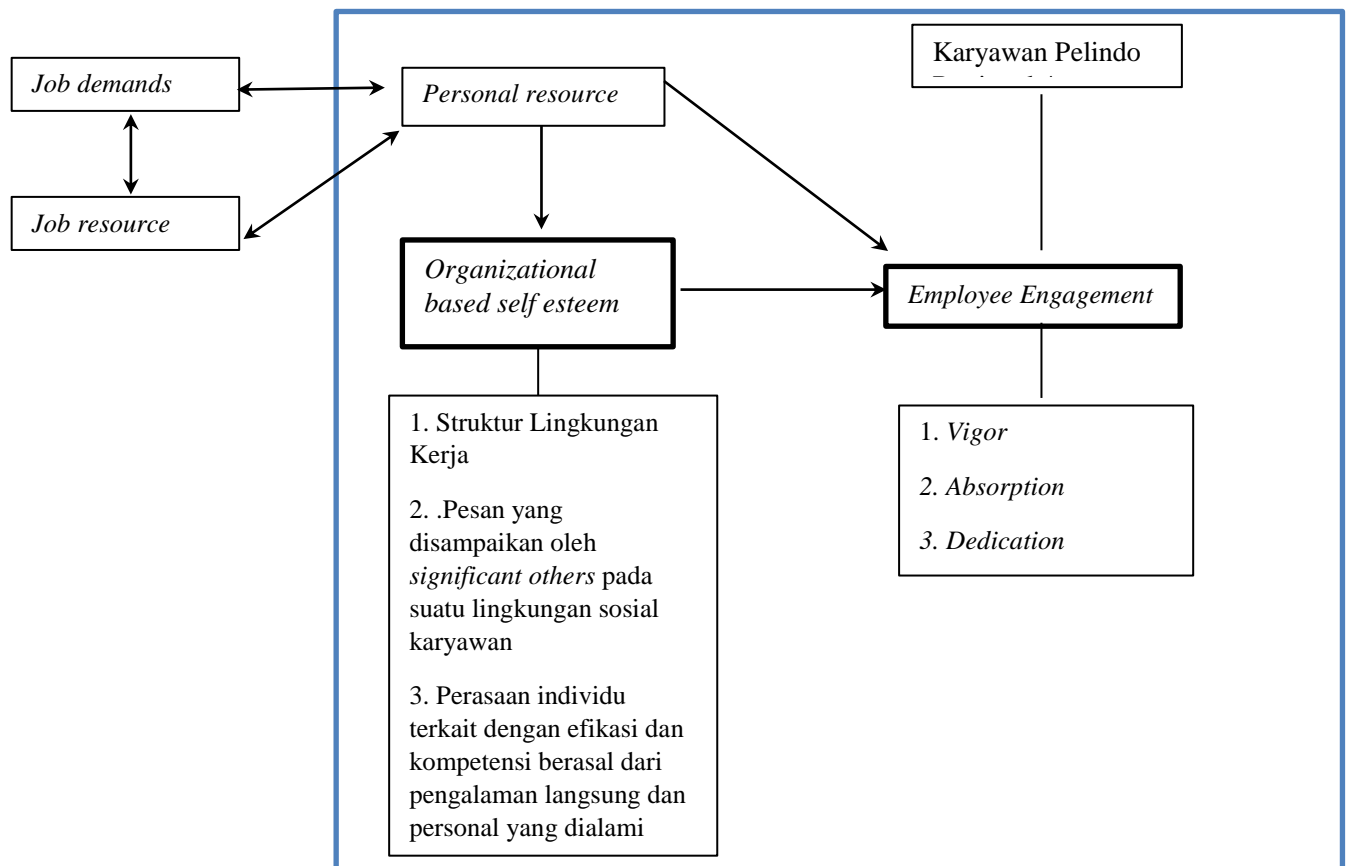 Job demands
Job resource
Personal resource
Karyawan Pelindo
Organizational
based self esteem
Employee Engagement
1. Struktur Lingkungan
Kerja
2. .Pesan yang
disampaikan oleh
significant others pada
suatu lingkungan sosial
karyawan
3. Perasaan individu
terkait dengan efikasi dan
kompetensi berasal dari
pengalaman langsung dan
personal yang dialami
1. Vigor
2. Absorption
3. Dedication